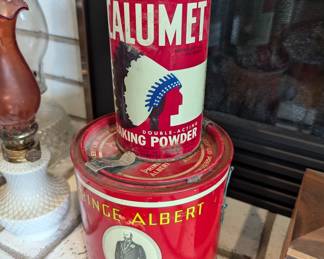 CALUMET
DOUBLE-ACTING
BAKING POWDER
INCE ALBERT